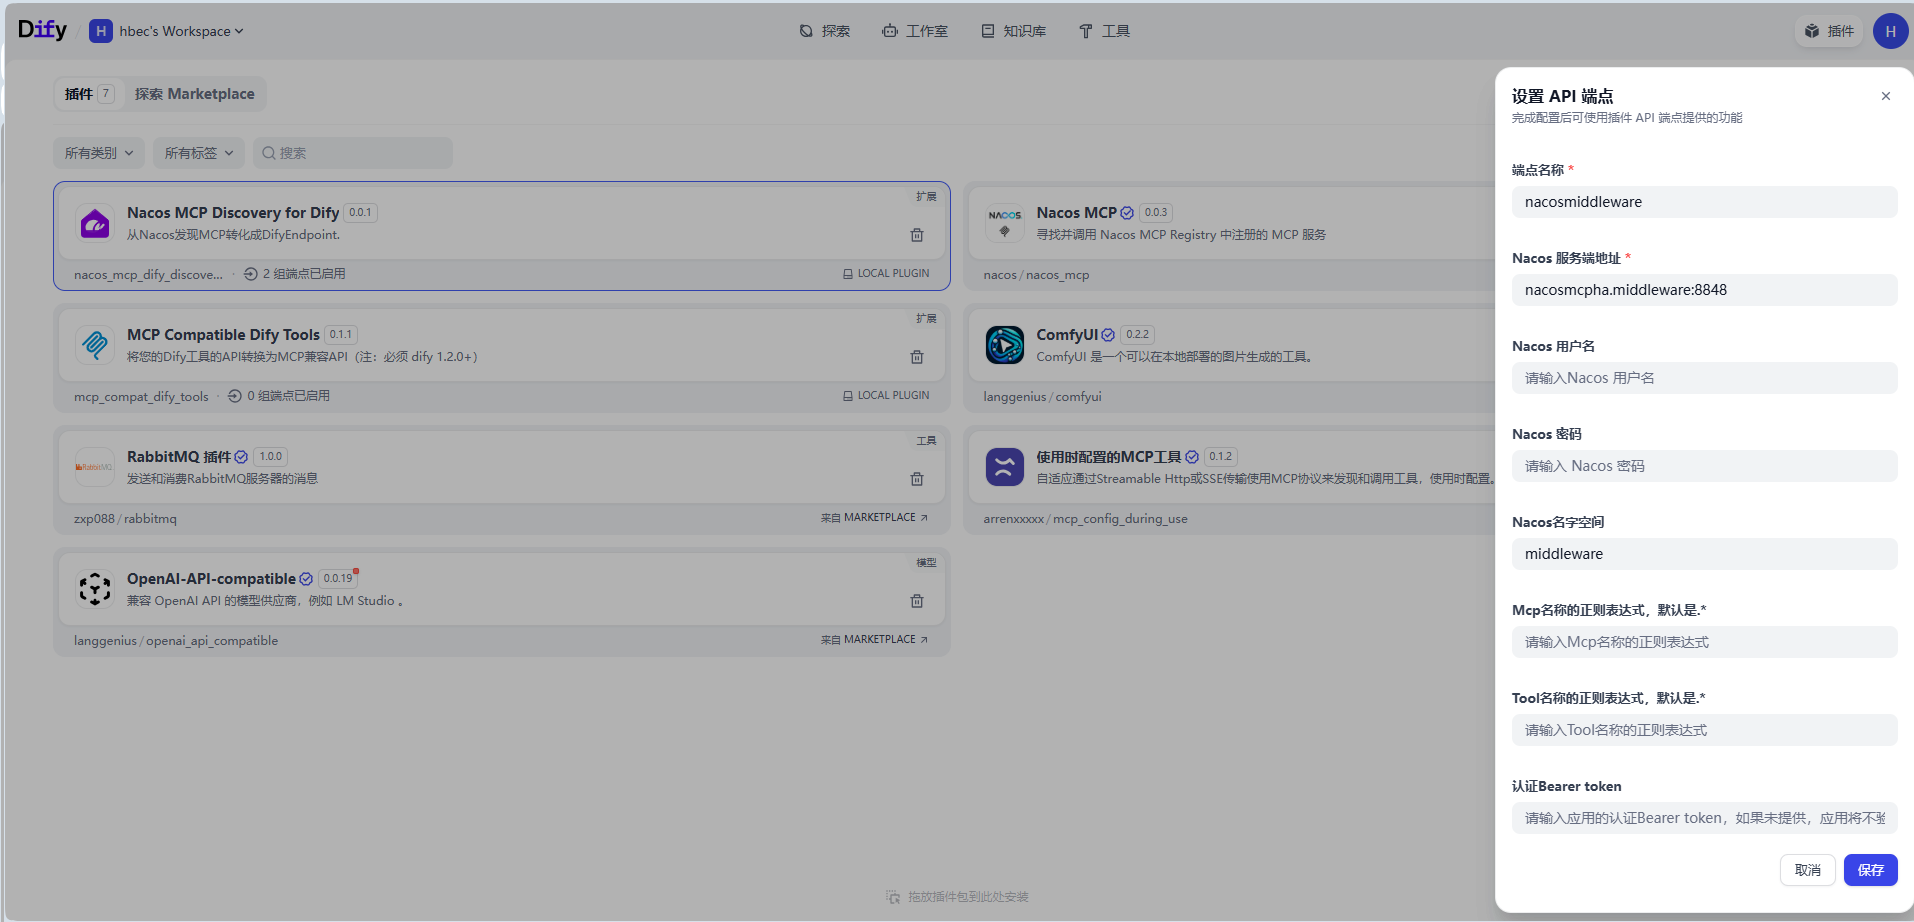 Dify
/
H hbec's Workspace
探索
工作室
知识库
工具
插件
H
插件 7
探索 Marketplace
所有类别
所有标签
搜索
扩展
Nacos MCP Discovery for Dify 0.0.1
从Nacos发现MCP转化成DifyEndpoint.
nacos_mcp_dify_discove... · 2 组端点已启用
LOCAL PLUGIN
NACOS.
Nacos MCP 0.0.3
寻找并调用 Nacos MCP Registry 中注册的 MCP 服务
nacos / nacos_mcp
扩展
MCP Compatible Dify Tools 0.1.1
将您的Dify工具的API转换为MCP兼容API（注：必须 dify 1.2.0+）
mcp_compat_dify_tools · 0 组端点已启用
LOCAL PLUGIN
ComfyUI 0.2.2
ComfyUI 是一个可以在本地部署的图片生成的工具。
langgenius / comfyui
工具
RabbitMQ
RabbitMQ 插件 1.0.0
发送和消费RabbitMQ服务器的消息
zxp088 / rabbitmq
来自 MARKETPLACE
使用时配置的MCP工具 0.1.2
自适应通过Streamable Http或SSE传输使用MCP协议来发现和调用工具，使用时配置。
arrenxxxxx / mcp_config_during_use
模型
OpenAI-API-compatible 0.0.19
兼容 OpenAI API 的模型供应商，例如 LM Studio 。
langgenius / openai_api_compatible
来自 MARKETPLACE
拖放插件包到此处安装
设置 API 端点
完成配置后可使用插件 API 端点提供的功能
端点名称 *
nacosmiddleware
Nacos 服务端地址 *
nacosmcpha.middleware:8848
Nacos 用户名
请输入Nacos 用户名
Nacos 密码
请输入 Nacos 密码
Nacos名字空间
middleware
Mcp名称的正则表达式，默认是.*
请输入Mcp名称的正则表达式
Tool名称的正则表达式，默认是.*
请输入Tool名称的正则表达式
认证Bearer token
请输入应用的认证Bearer token，如果未提供，应用将不验
取消
保存